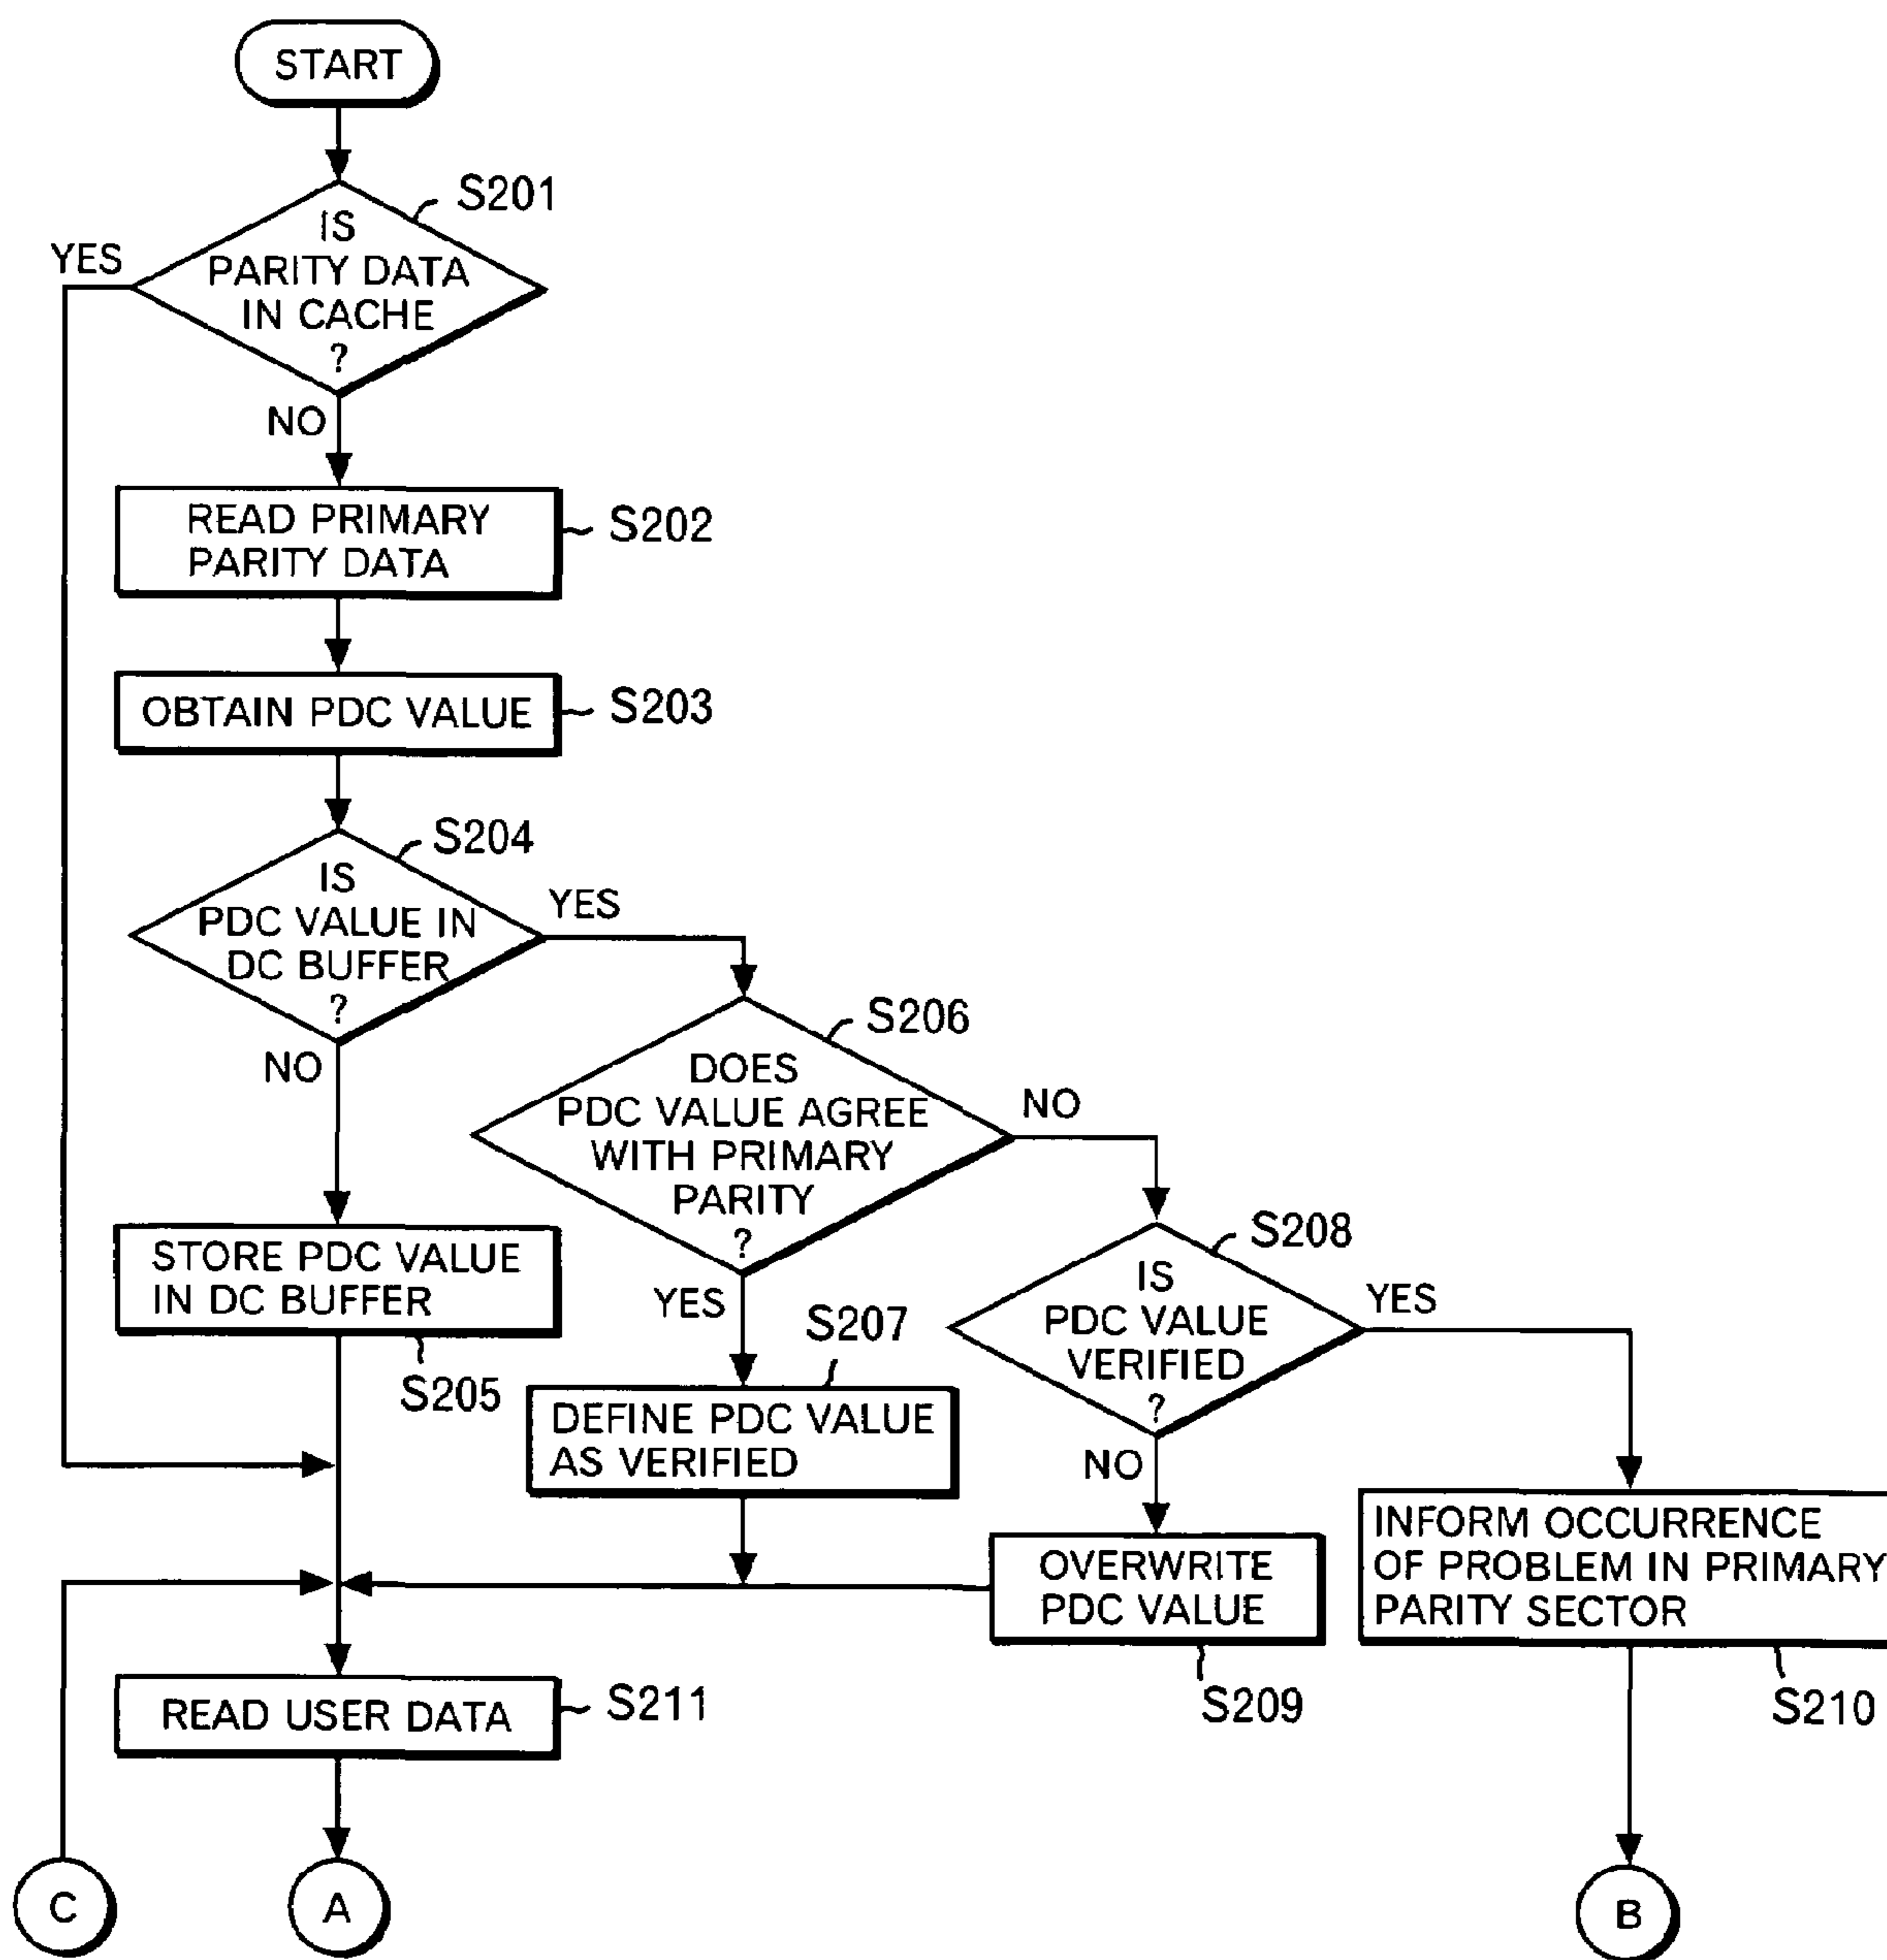 START
S201
IS
PARITY DATA
IN CACHE
?
YES
NO
READ PRIMARY
PARITY DATA
S202
OBTAIN PDC VALUE
S203
S204
IS
PDC VALUE IN
DC BUFFER
?
YES
NO
S206
DOES
PDC VALUE AGREE
WITH PRIMARY
PARITY
?
NO
YES
STORE PDC VALUE
IN DC BUFFER
S205
S207
DEFINE PDC VALUE
AS VERIFIED
S208
IS
PDC VALUE
VERIFIED
?
YES
NO
OVERWRITE
PDC VALUE
S209
INFORM OCCURRENCE
OF PROBLEM IN PRIMARY
PARITY SECTOR
S210
READ USER DATA
S211
C
A
B